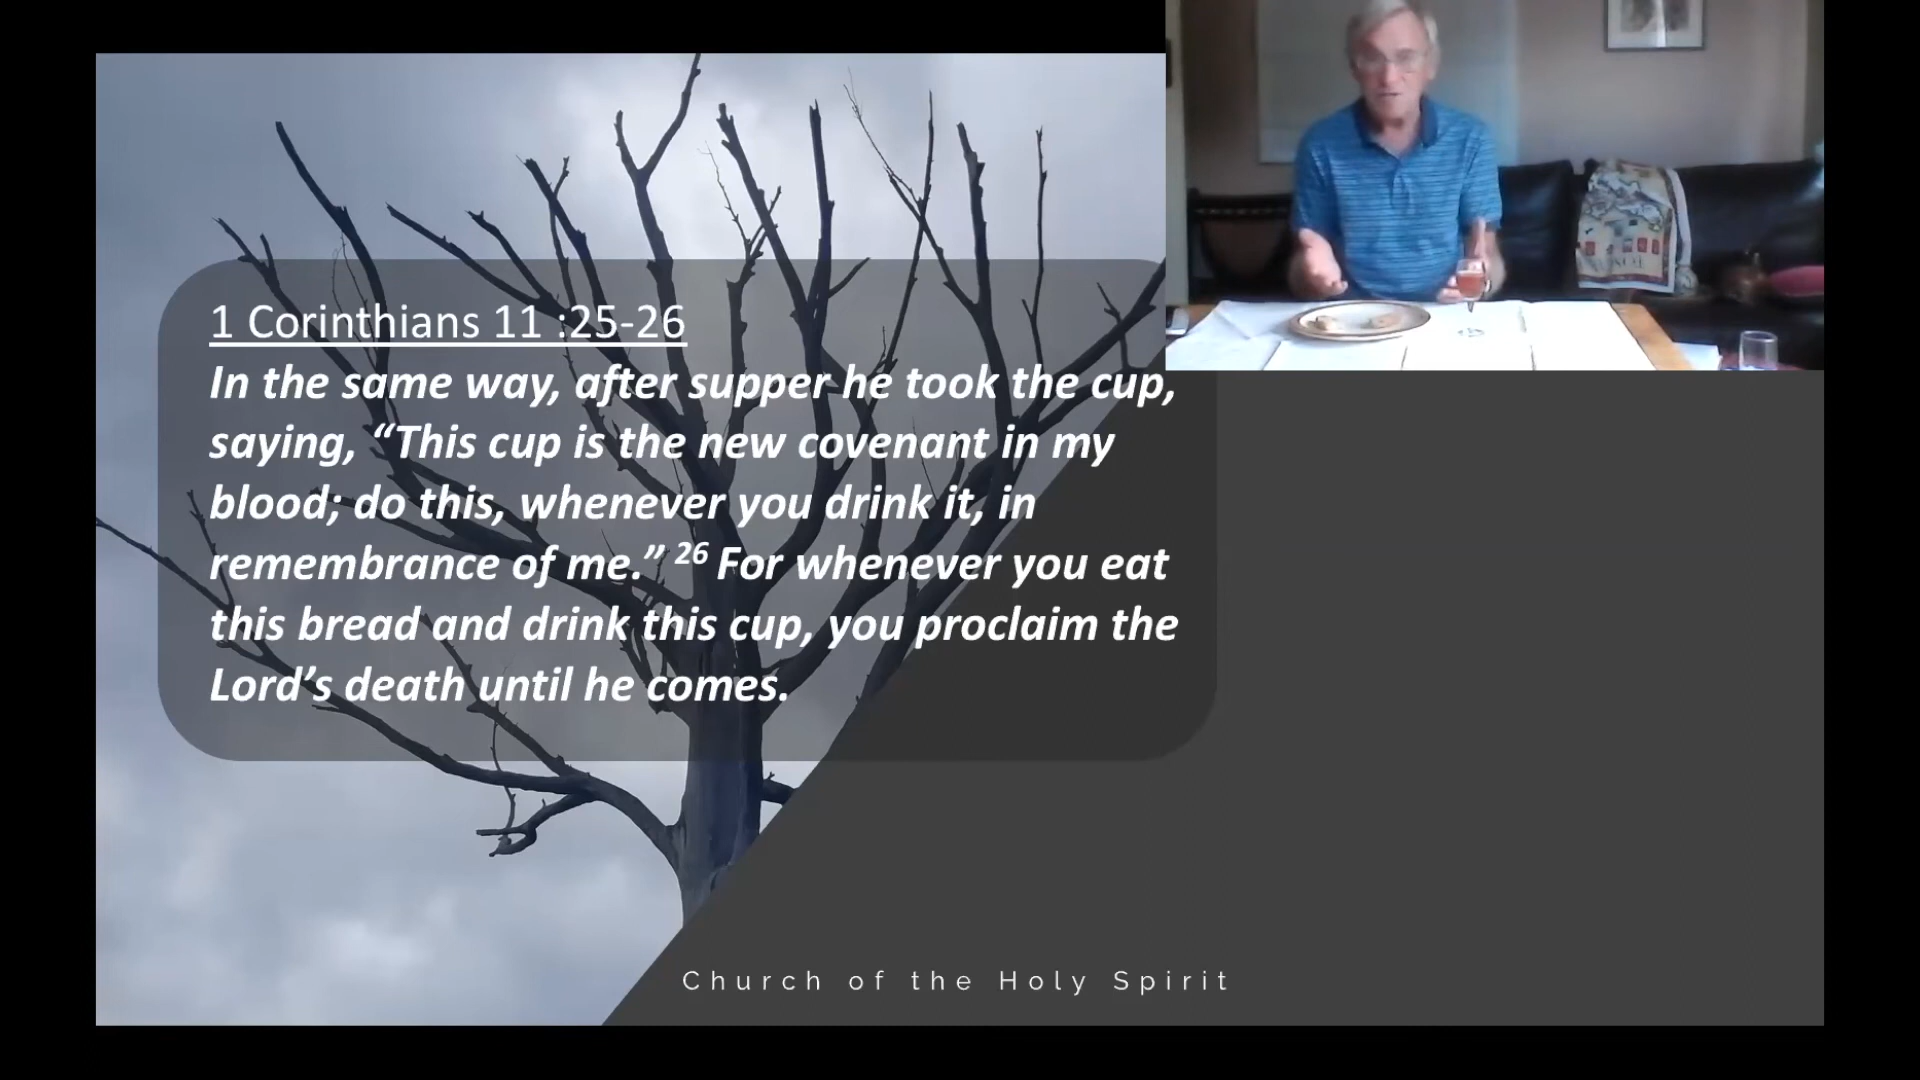 1 Corinthians 11 :25-26
In the same way, after supper he took the cup,
saying, “This cup is the new covenant in my
blood; do this, whenever you drink it, in
remembrance of me.” 26 For whenever you eat
this bread and drink this cup, you proclaim the
Lord’s death until he comes.
Church of the Holy Spirit